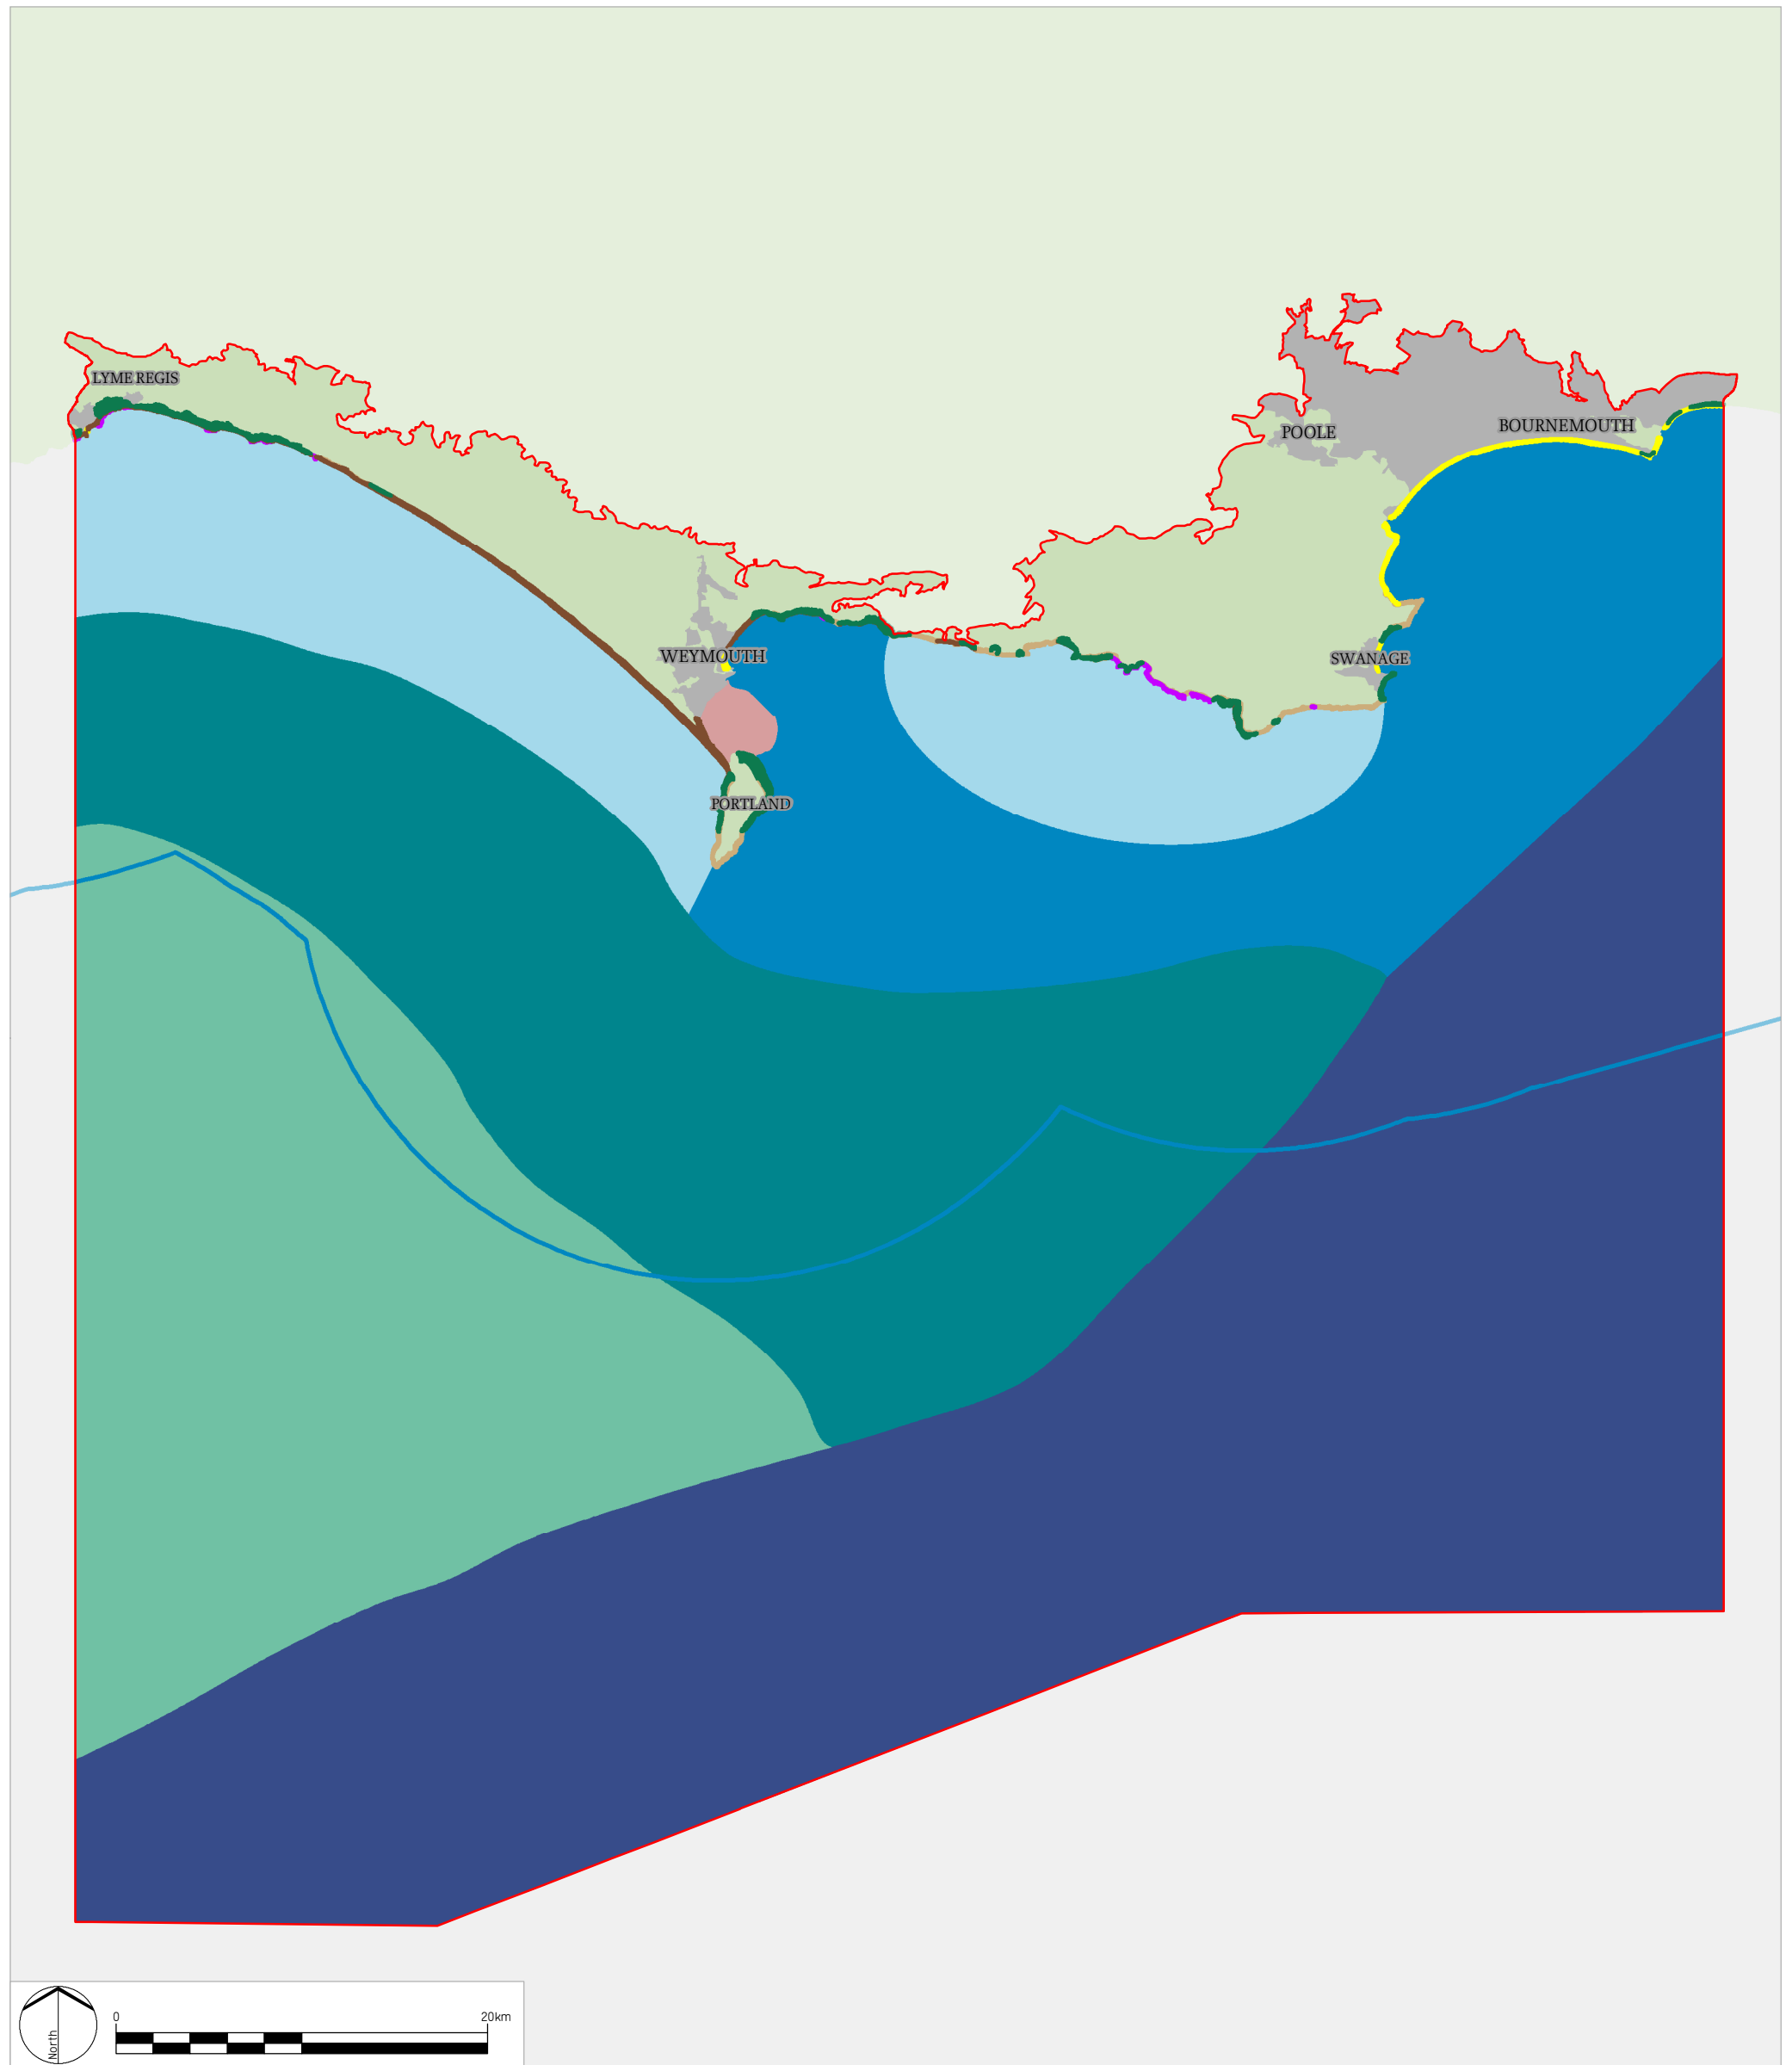 LYME REGIS
BOURNEMOUTH
POOLE
WEYMOUTH
SWANAGE
PORTLAND
North
0
20km